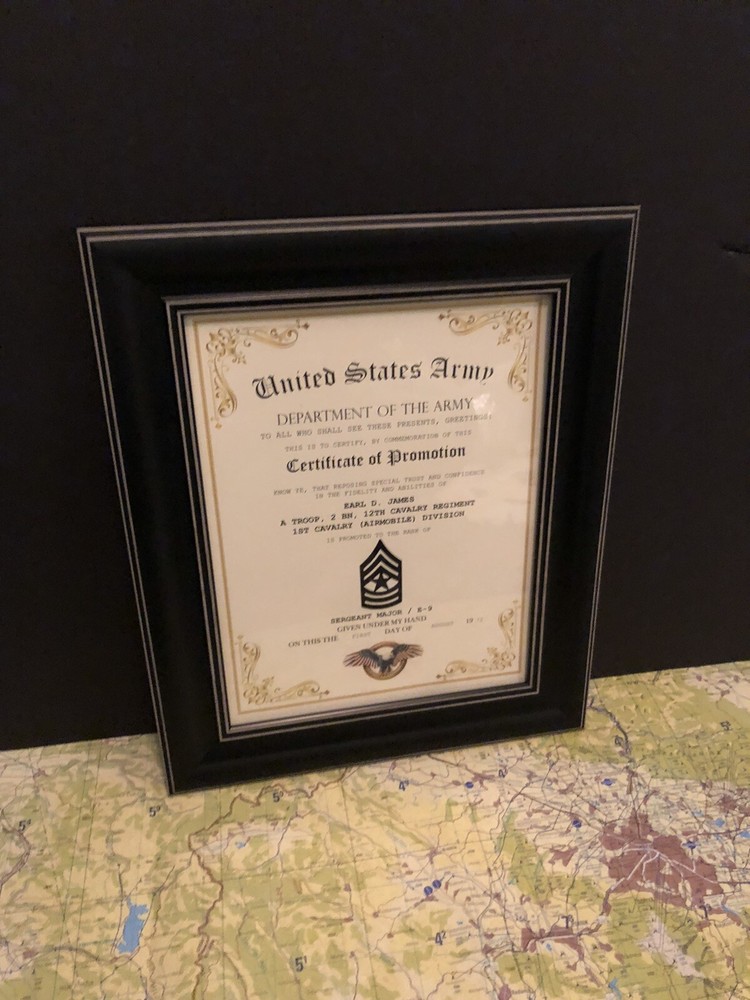 United States Army
DEPARTMENT OF THE ARMY
TO ALL WHO SHALL SEE THESE PRESENTS, GREETINGS:
THIS IS TO CERTIFY, BY COMMEMORATION OF THIS
Certificate of Promotion
KNOW YE, THAT REPOSING SPECIAL TRUST AND CONFIDENCE
IN THE FIDELITY AND ABILITIES OF
EARL D. JAMES
A TROOP, 2 BN, 12TH CAVALRY REGIMENT
1ST CAVALRY (AIRMOBILE) DIVISION
IS PROMOTED TO THE RANK OF
SERGEANT MAJOR / E-9
GIVEN UNDER MY HAND
ON THIS THE FIRST DAY OF AUGUST 19